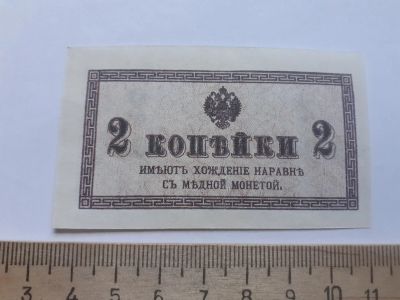 2 КОПѢЙКИ 2
ИМѢЮТЪ ХОЖДЕНІЕ НАРАВНѢ
СЪ МѢДНОЙ МОНЕТОЙ.
3 4 5 6 7 8 9 10 11